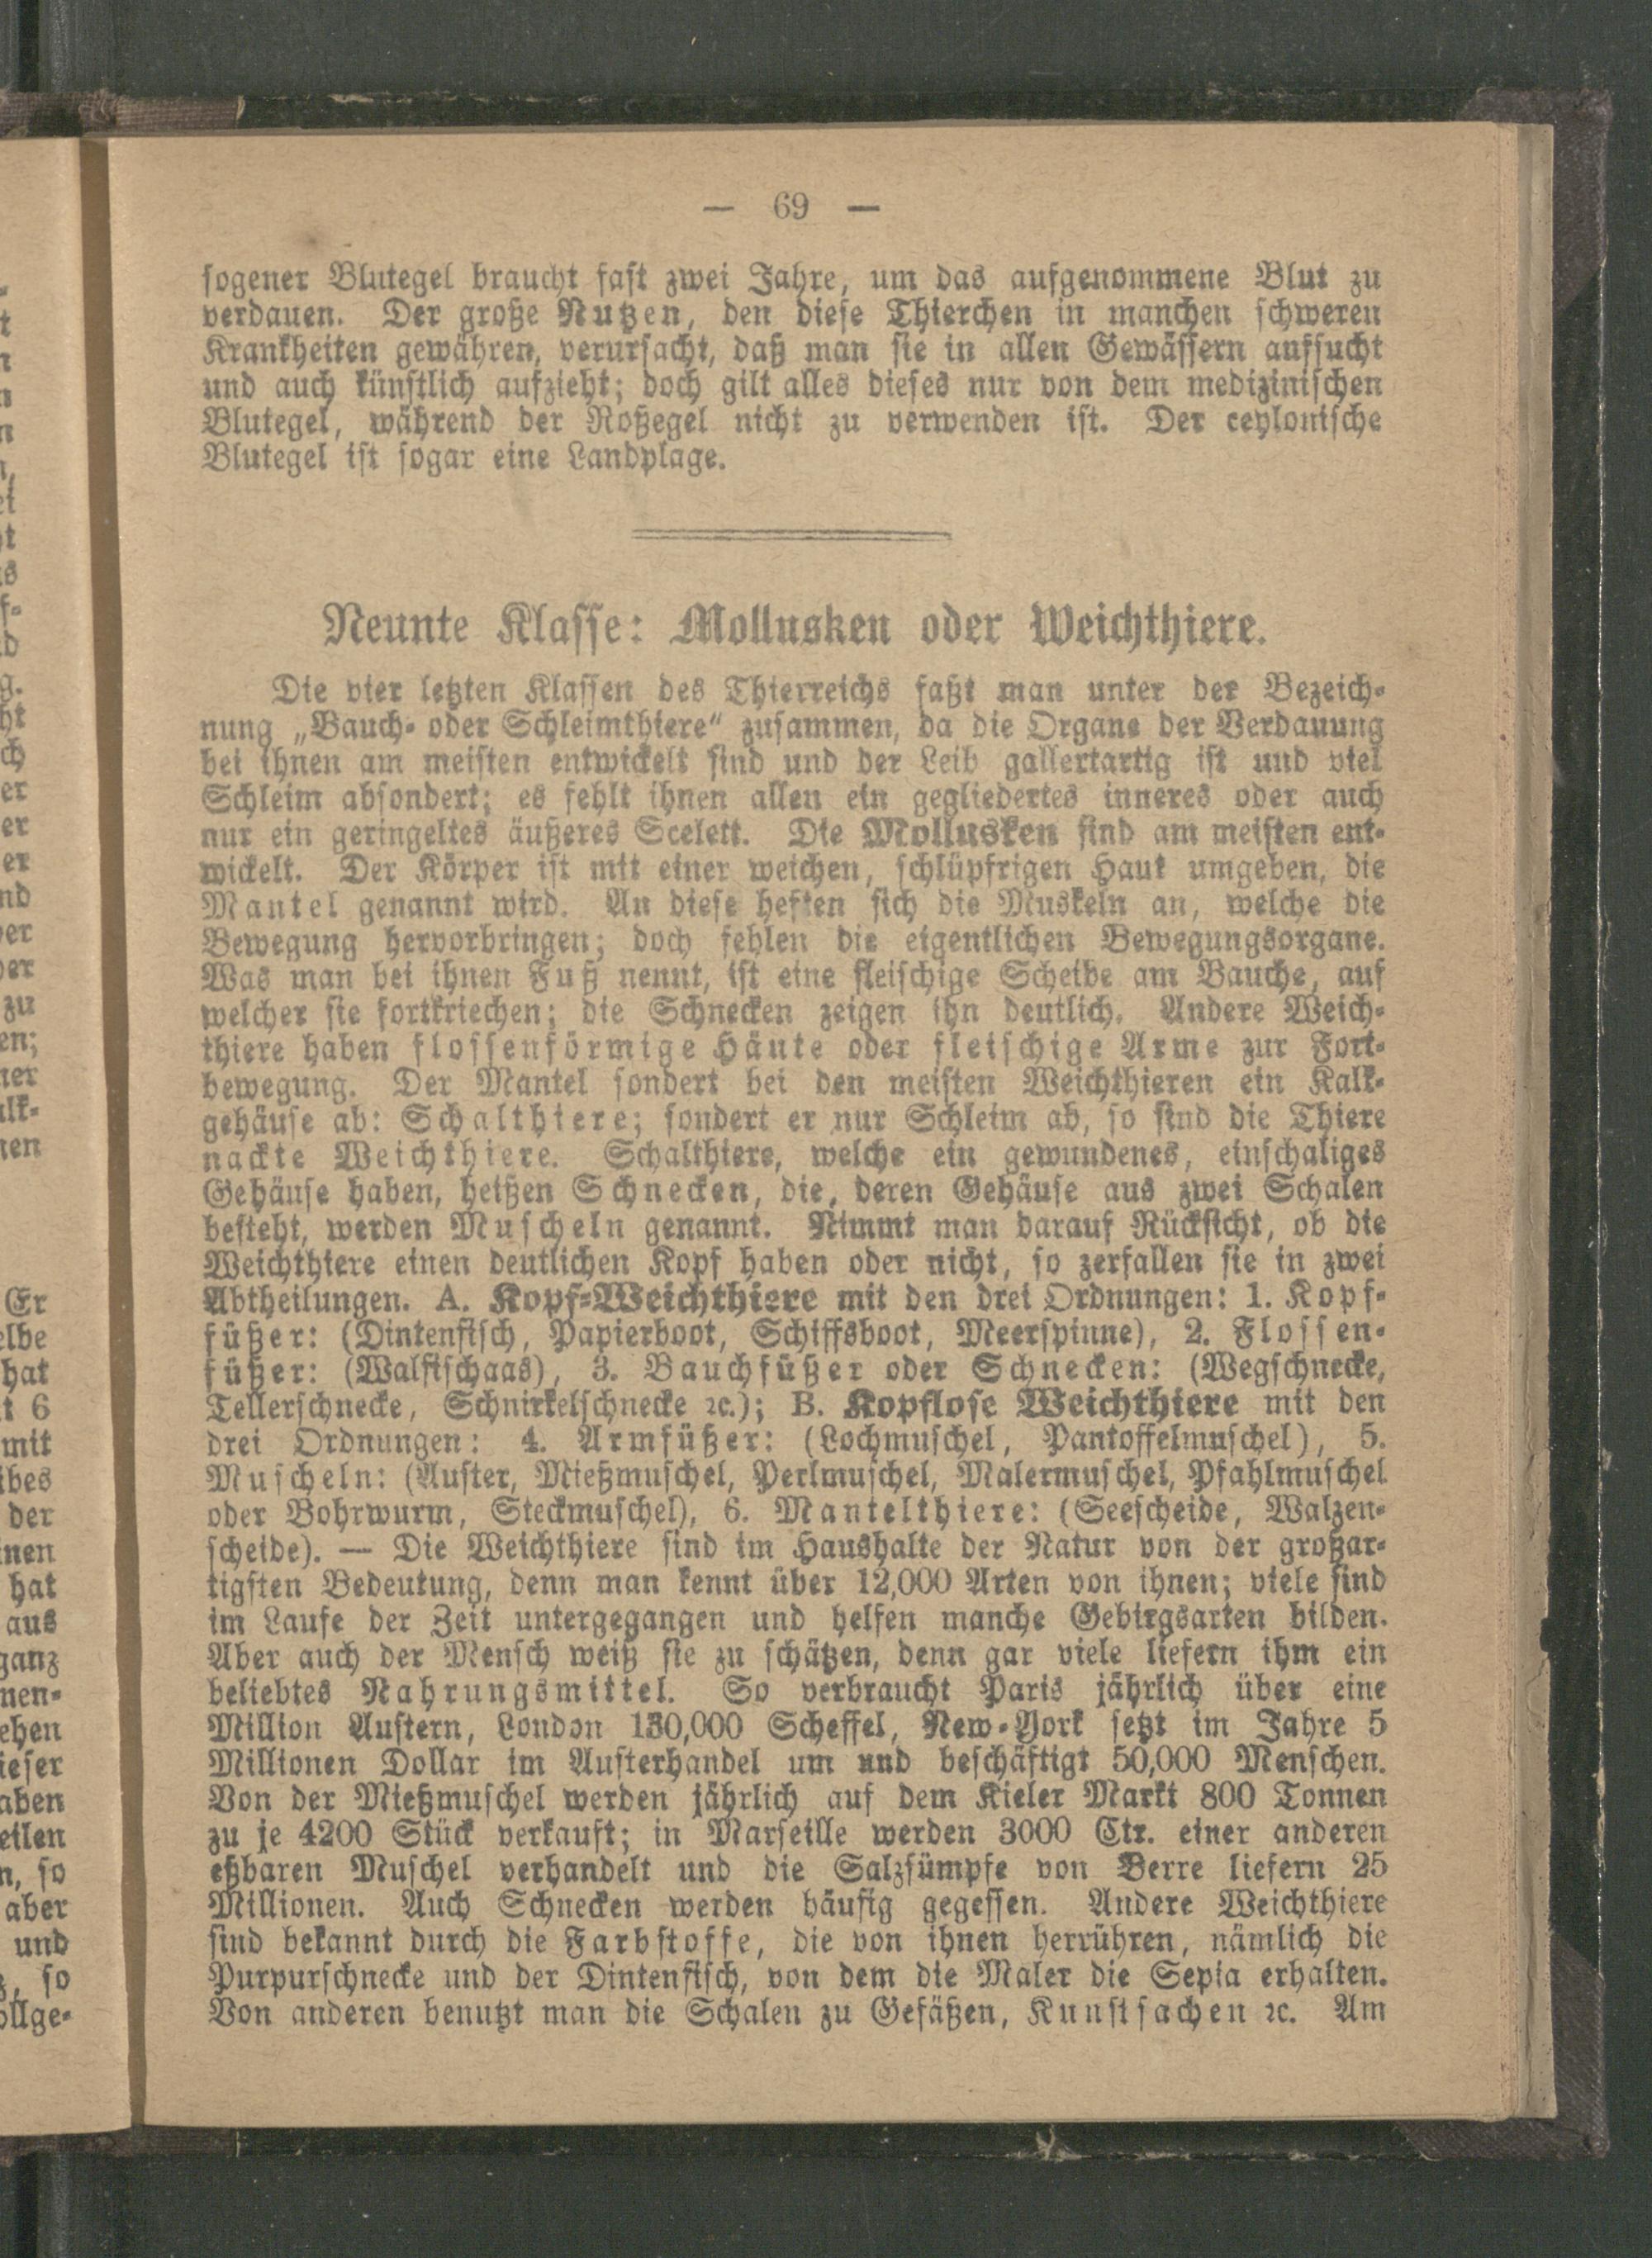 — 69 —
sogener Blutegel braucht fast zwei Jahre, um das aufgenommene Blut zu
verdauen. Der große Nutzen, den diese Thierchen in manchen schweren
Krankheiten gewähren, verursacht, daß man sie in allen Gewässern aufsucht
und auch künstlich aufzieht; doch gilt alles dieses nur von dem medizinischen
Blutegel, während der Roßegel nicht zu verwenden ist. Der ceylonische
Blutegel ist sogar eine Landplage.
Neunte Klasse: Mollusken oder Weichthiere.
Die vier letzten Klassen des Thierreichs faßt man unter der Bezeich-
nung „Bauch- oder Schleimthiere“ zusammen, da die Organe der Verdauung
bei ihnen am meisten entwickelt sind und der Leib gallertartig ist und viel
Schleim absondert; es fehlt ihnen allen ein gegliedertes inneres oder auch
nur ein geringeltes äußeres Scelett. Die Mollusken sind am meisten ent-
wickelt. Der Körper ist mit einer weichen, schlüpfrigen Haut umgeben, die
Mantel genannt wird. An diese heften sich die Muskeln an, welche die
Bewegung hervorbringen; doch fehlen die eigentlichen Bewegungsorgane.
Was man bei ihnen Fuß nennt, ist eine fleischige Scheibe am Bauche, auf
welcher sie fortkriechen; die Schnecken zeigen ihn deutlich. Andere Weich-
thiere haben flossenförmige Häute oder fleischige Arme zur Fort-
bewegung. Der Mantel sondert bei den meisten Weichthieren ein Kalk-
gehäuse ab: Schalthiere; sondert er nur Schleim ab, so sind die Thiere
nackte Weichthiere. Schalthiere, welche ein gewundenes, einschaliges
Gehäuse haben, heißen Schnecken, die, deren Gehäuse aus zwei Schalen
besteht, werden Muscheln genannt. Nimmt man darauf Rücksicht, ob die
Weichthiere einen deutlichen Kopf haben oder nicht, so zerfallen sie in zwei
Abtheilungen. A. Kopf-Weichthiere mit den drei Ordnungen: 1. Kopf-
füßer: (Dintenfisch, Papierboot, Schiffsboot, Meerspinne), 2. Flossen-
füßer: (Walfischaas), 3. Bauchfüßer oder Schnecken: (Wegschnecke,
Tellerschnecke, Schnirkelschnecke ꝛc.); B. Kopflose Weichthiere mit den
drei Ordnungen: 4. Armfüßer: (Lochmuschel, Pantoffelmuschel), 5.
Muscheln: (Auster, Mießmuschel, Perlmuschel, Malermuschel, Pfahlmuschel
oder Bohrwurm, Steckmuschel), 6. Mantelthiere: (Seescheide, Walzen-
scheide). — Die Weichthiere sind im Haushalte der Natur von der großar-
tigsten Bedeutung, denn man kennt über 12,000 Arten von ihnen; viele sind
im Laufe der Zeit untergegangen und helfen manche Gebirgsarten bilden.
Aber auch der Mensch weiß sie zu schätzen, denn gar viele liefern ihm ein
beliebtes Nahrungsmittel. So verbraucht Paris jährlich über eine
Million Austern, London 130,000 Scheffel, New-York setzt im Jahre 5
Millionen Dollar im Austerhandel um und beschäftigt 50,000 Menschen.
Von der Mießmuschel werden jährlich auf dem Kieler Markt 800 Tonnen
zu je 4200 Stück verkauft; in Marseille werden 3000 Ctr. einer anderen
eßbaren Muschel verhandelt und die Salzsümpfe von Berre liefern 25
Millionen. Auch Schnecken werden häufig gegessen. Andere Weichthiere
sind bekannt durch die Farbstoffe, die von ihnen herrühren, nämlich die
Purpurschnecke und der Dintenfisch, von dem die Maler die Sepia erhalten.
Von anderen benutzt man die Schalen zu Gefäßen, Kunstsachen ꝛc. Am